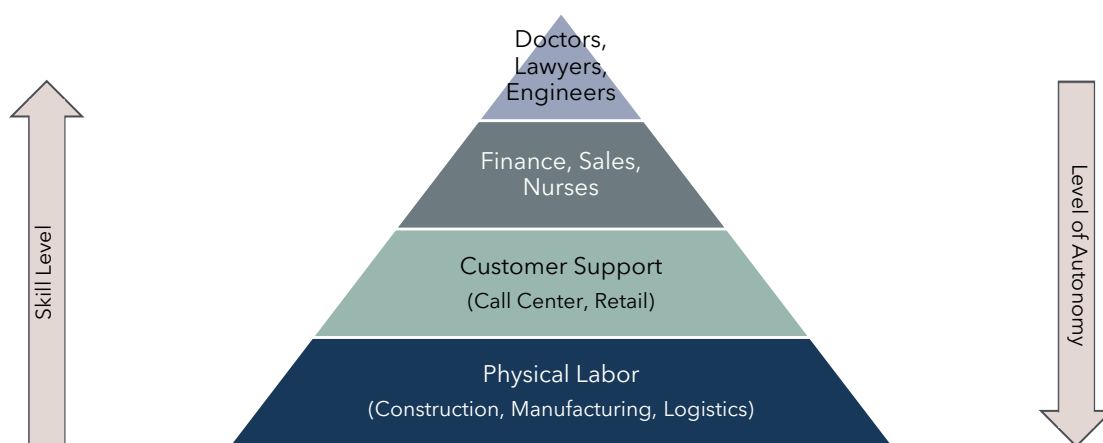 Doctors,
Lawyers,
Engineers
Finance, Sales,
Nurses
Customer Support
(Call Center, Retail)
Physical Labor
(Construction, Manufacturing, Logistics)
Skill Level
Level of Autonomy